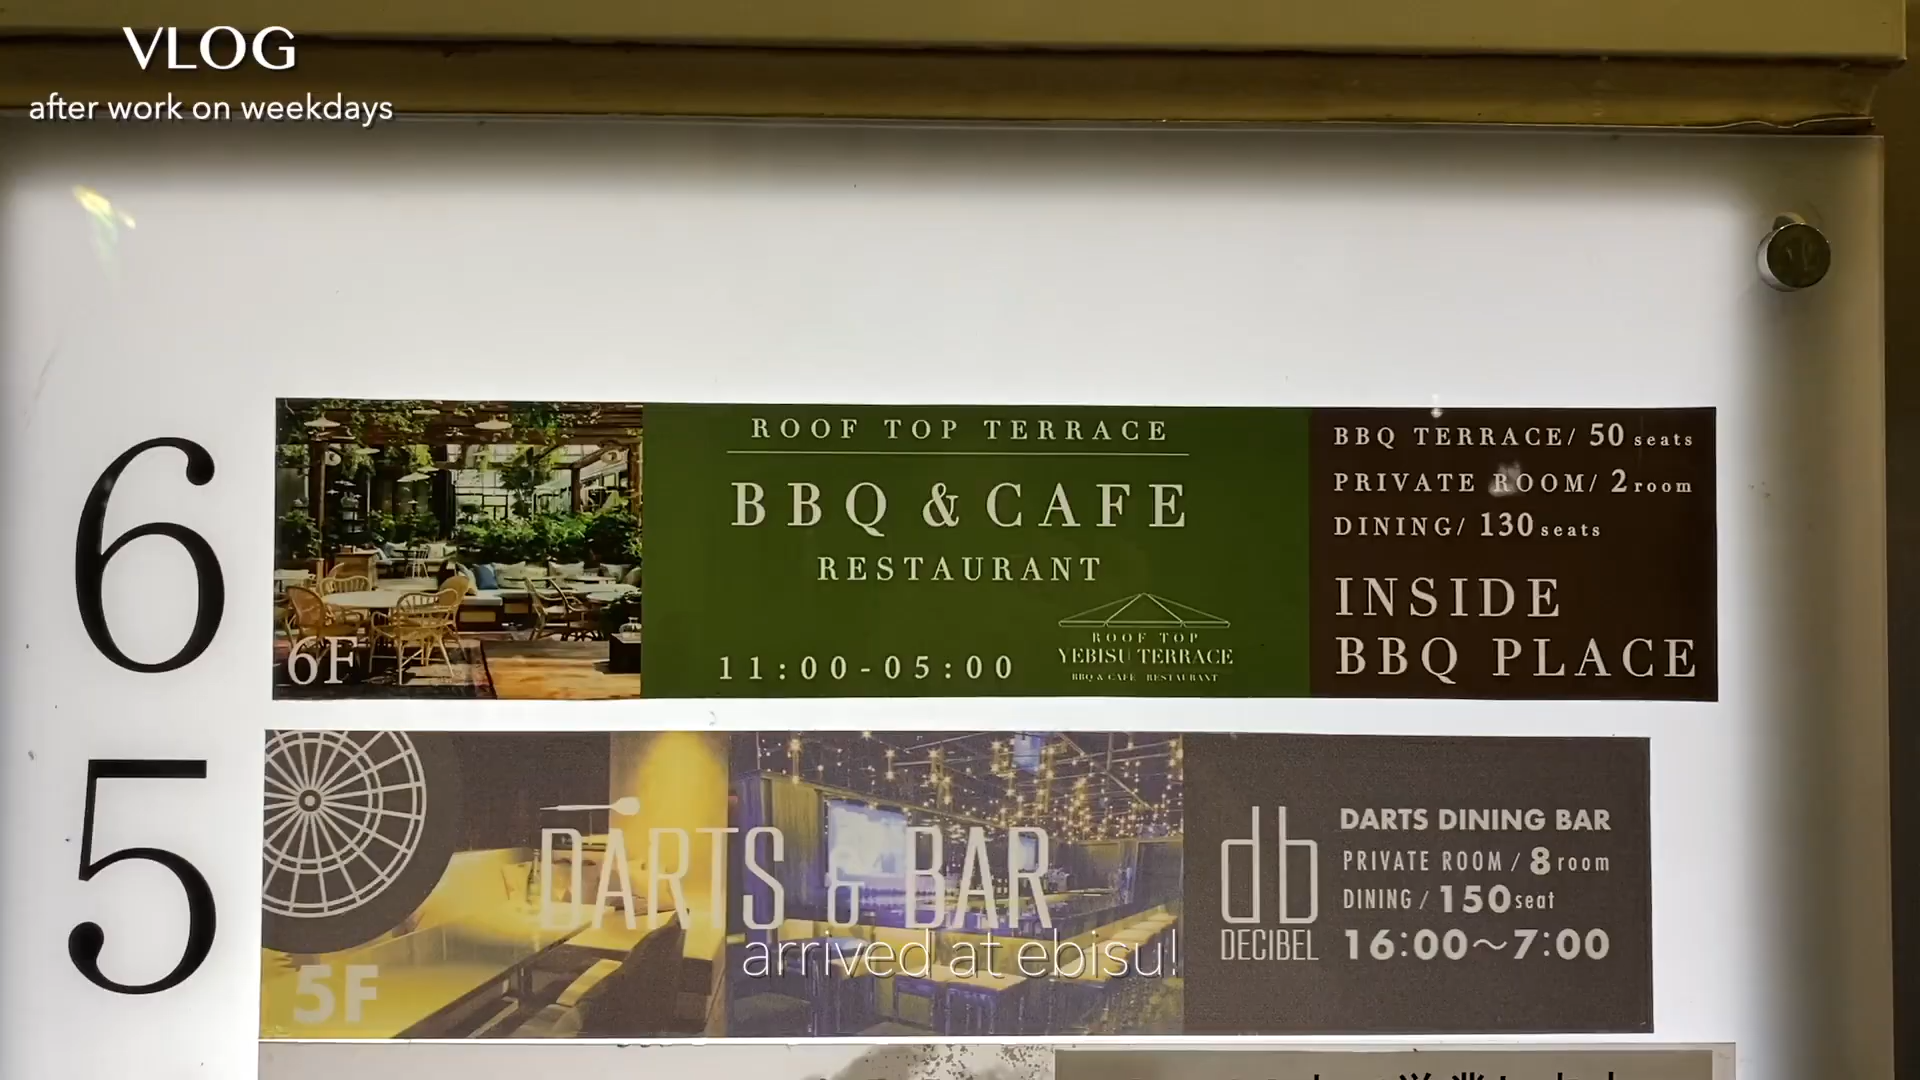 VLOG
after work on weekdays
6
6F
ROOF TOP TERRACE
BBQ & CAFE
RESTAURANT
11:00-05:00
ROOF TOP
YEBISU TERRACE
BBQ & CAFE RESTAURANT
BBQ TERRACE/ 50 seats
PRIVATE ROOM/ 2 room
DINING/ 130 seats
INSIDE
BBQ PLACE
5
5F
DARTS & BAR
arrived at ebisu!
db
DECIBEL
DARTS DINING BAR
PRIVATE ROOM / 8 room
DINING / 150 seat
16:00～7:00